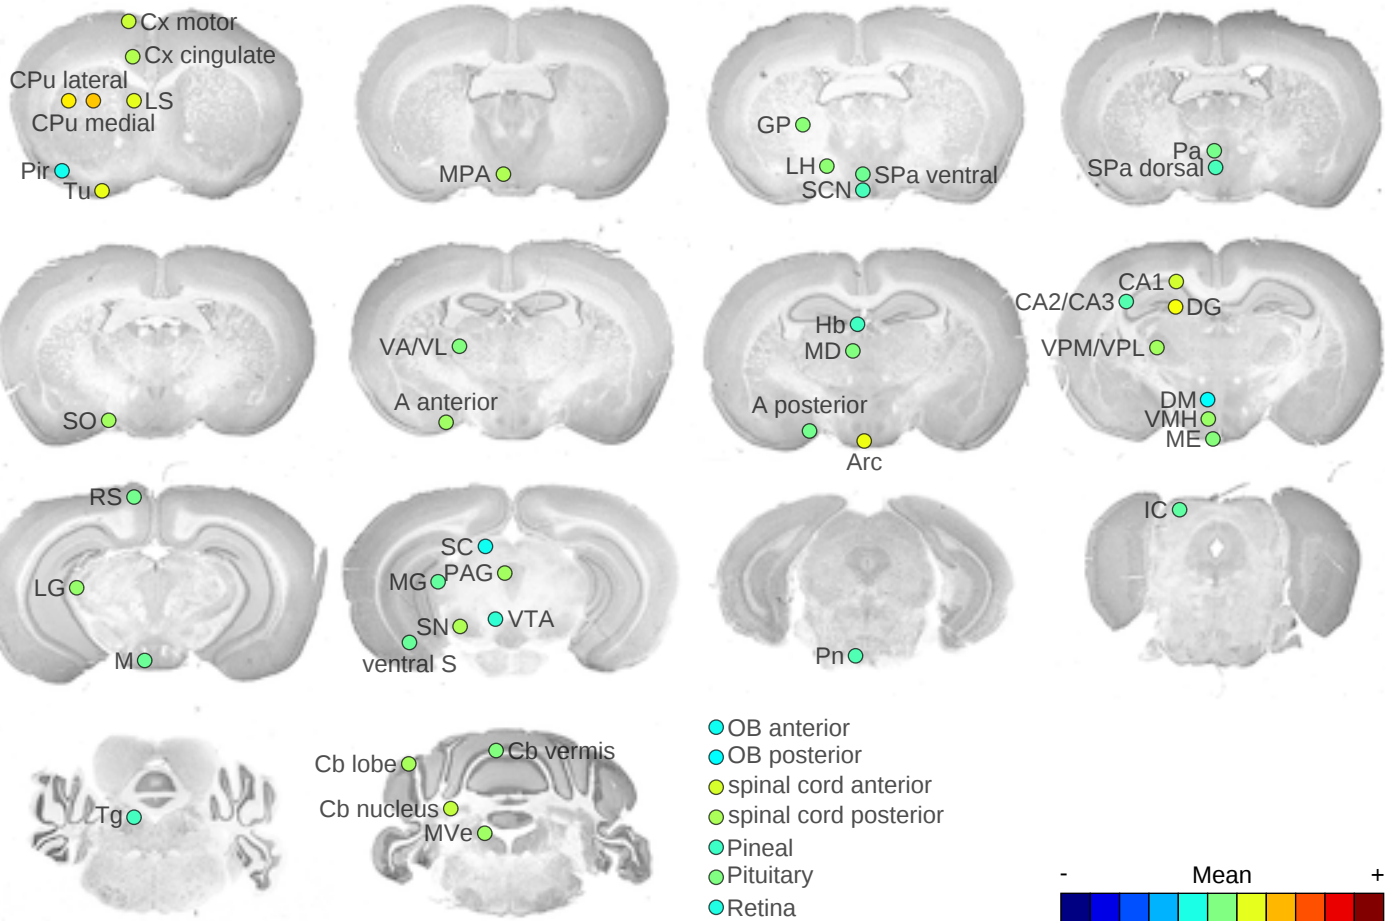 Cx motor
Cx cingulate
CPu lateral
LS
CPu medial
Pir
Tu
MPA
GP
LH
SPa ventral
SCN
Pa
SPa dorsal
SO
VA/VL
A anterior
Hb
MD
A posterior
Arc
CA1
CA2/CA3
DG
VPM/VPL
DM
VMH
ME
RS
LG
M
SC
PAG
MG
VTA
SN
ventral S
Pn
IC
Tg
Cb vermis
Cb lobe
Cb nucleus
MVe
OB anterior
OB posterior
spinal cord anterior
spinal cord posterior
Pineal
Pituitary
Retina
- Mean +